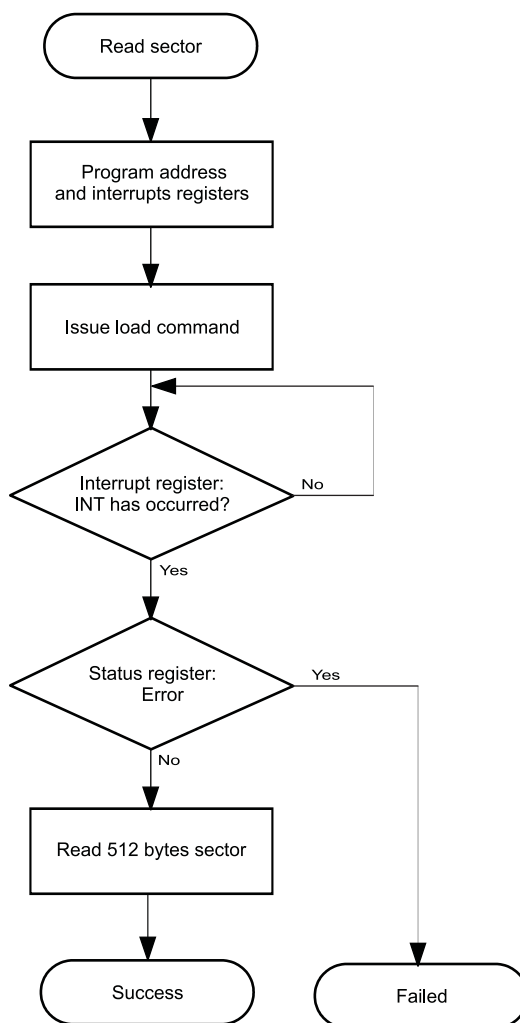 Read sector
Program address
and interrupts registers
Issue load command
Interrupt register:
INT has occurred?
No
Yes
Status register:
Error
Yes
No
Read 512 bytes sector
Success
Failed